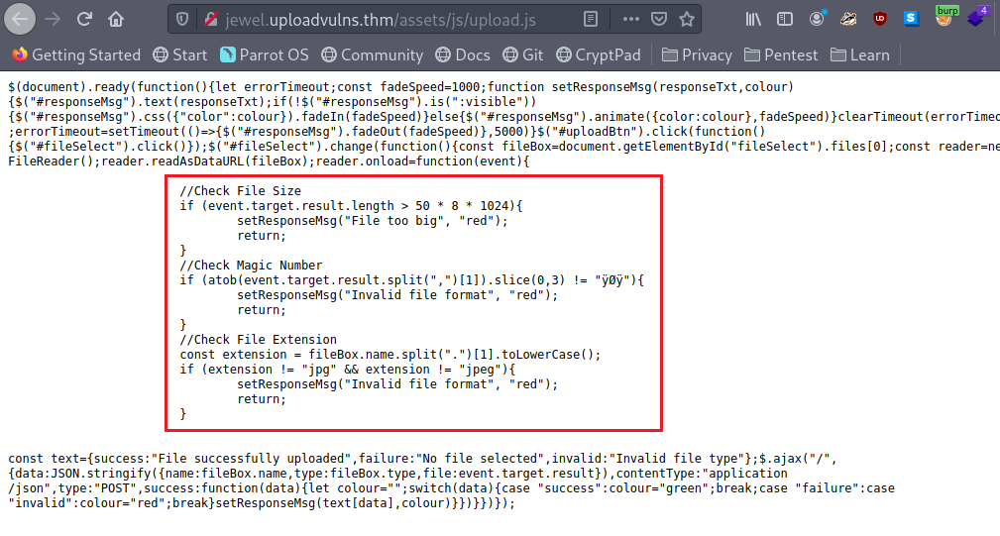 jewel.uploadvulns.thm/assets/js/upload.js
burp
4
Getting Started Start Parrot OS Community Docs Git CryptPad Privacy Pentest Learn
$(document).ready(function(){let errorTimeout;const fadeSpeed=1000;function setResponseMsg(responseTxt,colour)
{$("#responseMsg").text(responseTxt);if(!$("#responseMsg").is(":visible"))
{$("#responseMsg").css({"color":colour}).fadeIn(fadeSpeed)}else{$("#responseMsg").animate({color:colour},fadeSpeed)}clearTimeout(errorTimeo
;errorTimeout=setTimeout(()=>{$("#responseMsg").fadeOut(fadeSpeed)},5000)}$("#uploadBtn").click(function()
{$("#fileSelect").click()});$("#fileSelect").change(function(){const fileBox=document.getElementById("fileSelect").files[0];const reader=ne
FileReader();reader.readAsDataURL(fileBox);reader.onload=function(event){
//Check File Size
if (event.target.result.length > 50 * 8 * 1024){
setResponseMsg("File too big", "red");
return;
}
//Check Magic Number
if (atob(event.target.result.split(",")[1]).slice(0,3) != "ÿØÿ"){
setResponseMsg("Invalid file format", "red");
return;
}
//Check File Extension
const extension = fileBox.name.split(".")[1].toLowerCase();
if (extension != "jpg" && extension != "jpeg"){
setResponseMsg("Invalid file format", "red");
return;
}
const text={success:"File successfully uploaded",failure:"No file selected",invalid:"Invalid file type"};$.ajax("/",
{data:JSON.stringify({name:fileBox.name,type:fileBox.type,file:event.target.result}),contentType:"application
/json",type:"POST",success:function(data){let colour="";switch(data){case "success":colour="green";break;case "failure":case
"invalid":colour="red";break}setResponseMsg(text[data],colour)}})}})});